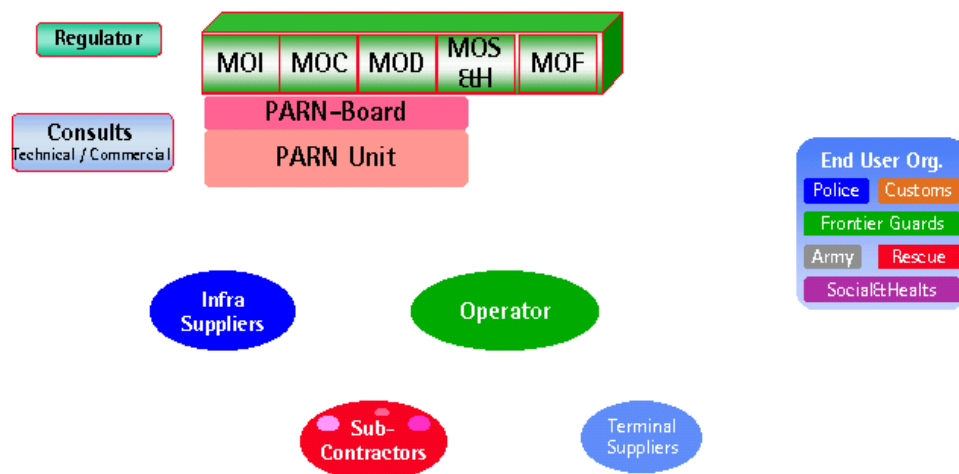 Regulator
MOI MOC MOD MOS &H MOF
PARN-Board
Consults
Technical / Commercial
PARN Unit
End User Org.
Police Customs
Frontier Guards
Army Rescue
Social&Healts
Infra
Suppliers
Operator
Sub-
Contractors
Terminal
Suppliers